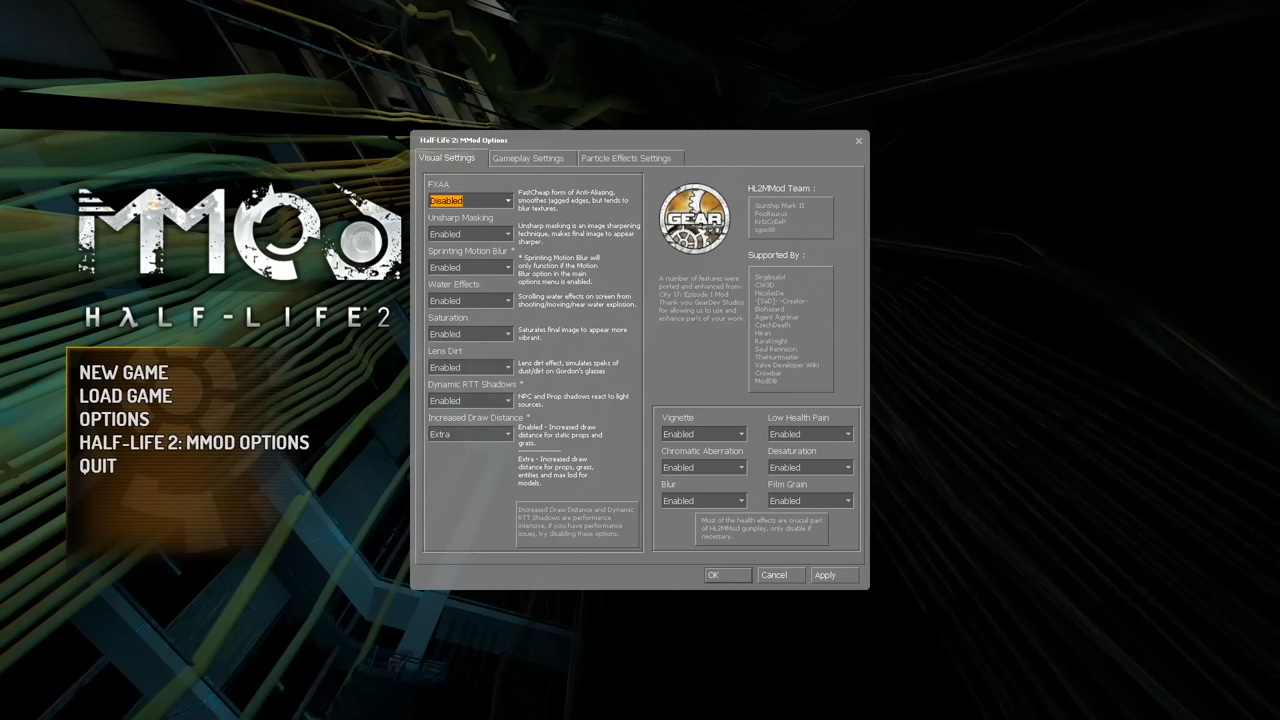 MMOD
HALF-LIFE 2
NEW GAME
LOAD GAME
OPTIONS
HALF-LIFE 2: MMOD OPTIONS
QUIT
Half-Life 2: MMod Options
Visual Settings
Gameplay Settings
Particle Effects Settings
FXAA
Disabled
FastCheap form of Anti-Aliasing,
smoothes jagged edges, but tends to
blur textures.
Unsharp Masking
Enabled
Unsharp masking is an image sharpening
technique, makes final image to appear
sharper.
Sprinting Motion Blur *
Enabled
* Sprinting Motion Blur will
only function if the Motion
Blur option in the main
options menu is enabled.
Water Effects
Enabled
Scrolling water effects on screen from
shooting/moving/near water explosion.
Saturation
Enabled
Saturates final image to appear more
vibrant.
Lens Dirt
Enabled
Lens dirt effect, simulates speks of
dust/dirt on Gordon's glasses
Dynamic RTT Shadows *
Enabled
NPC and Prop shadows react to light
sources.
Increased Draw Distance *
Extra
Enabled - Increased draw
distance for static props and
grass.
----------------
Extra - Increased draw
distance for props, grass,
entities and max lod for
models.
Increased Draw Distance and Dynamic
RTT Shadows are performance
intensive, if you have performance
issues, try disabling these options.
GEAR
A number of features were
ported and enhanced from:
City 17: Episode 1 Mod
Thank you GearDev Studios
for allowing us to use and
enhance parts of your work.
HL2MMod Team :
Gunship Mark II
Fooltaurus
KrIzCrEeP
sgor00
Supported By :
Sirgibsalot
CW3D
NicolasDe
-[SaD]- -Creator-
Biohazard
Agent Agrimar
CzechDeath
Hiran
KaraKnight
Saul Rennison
TheHurtmaster
Valve Developer Wiki
Crowbar
ModDB
Vignette
Enabled
Low Health Pain
Enabled
Chromatic Aberration
Enabled
Desaturation
Enabled
Blur
Enabled
Film Grain
Enabled
Most of the health effects are crucial part
of HL2MMod gunplay, only disable if
necessary.
OK
Cancel
Apply